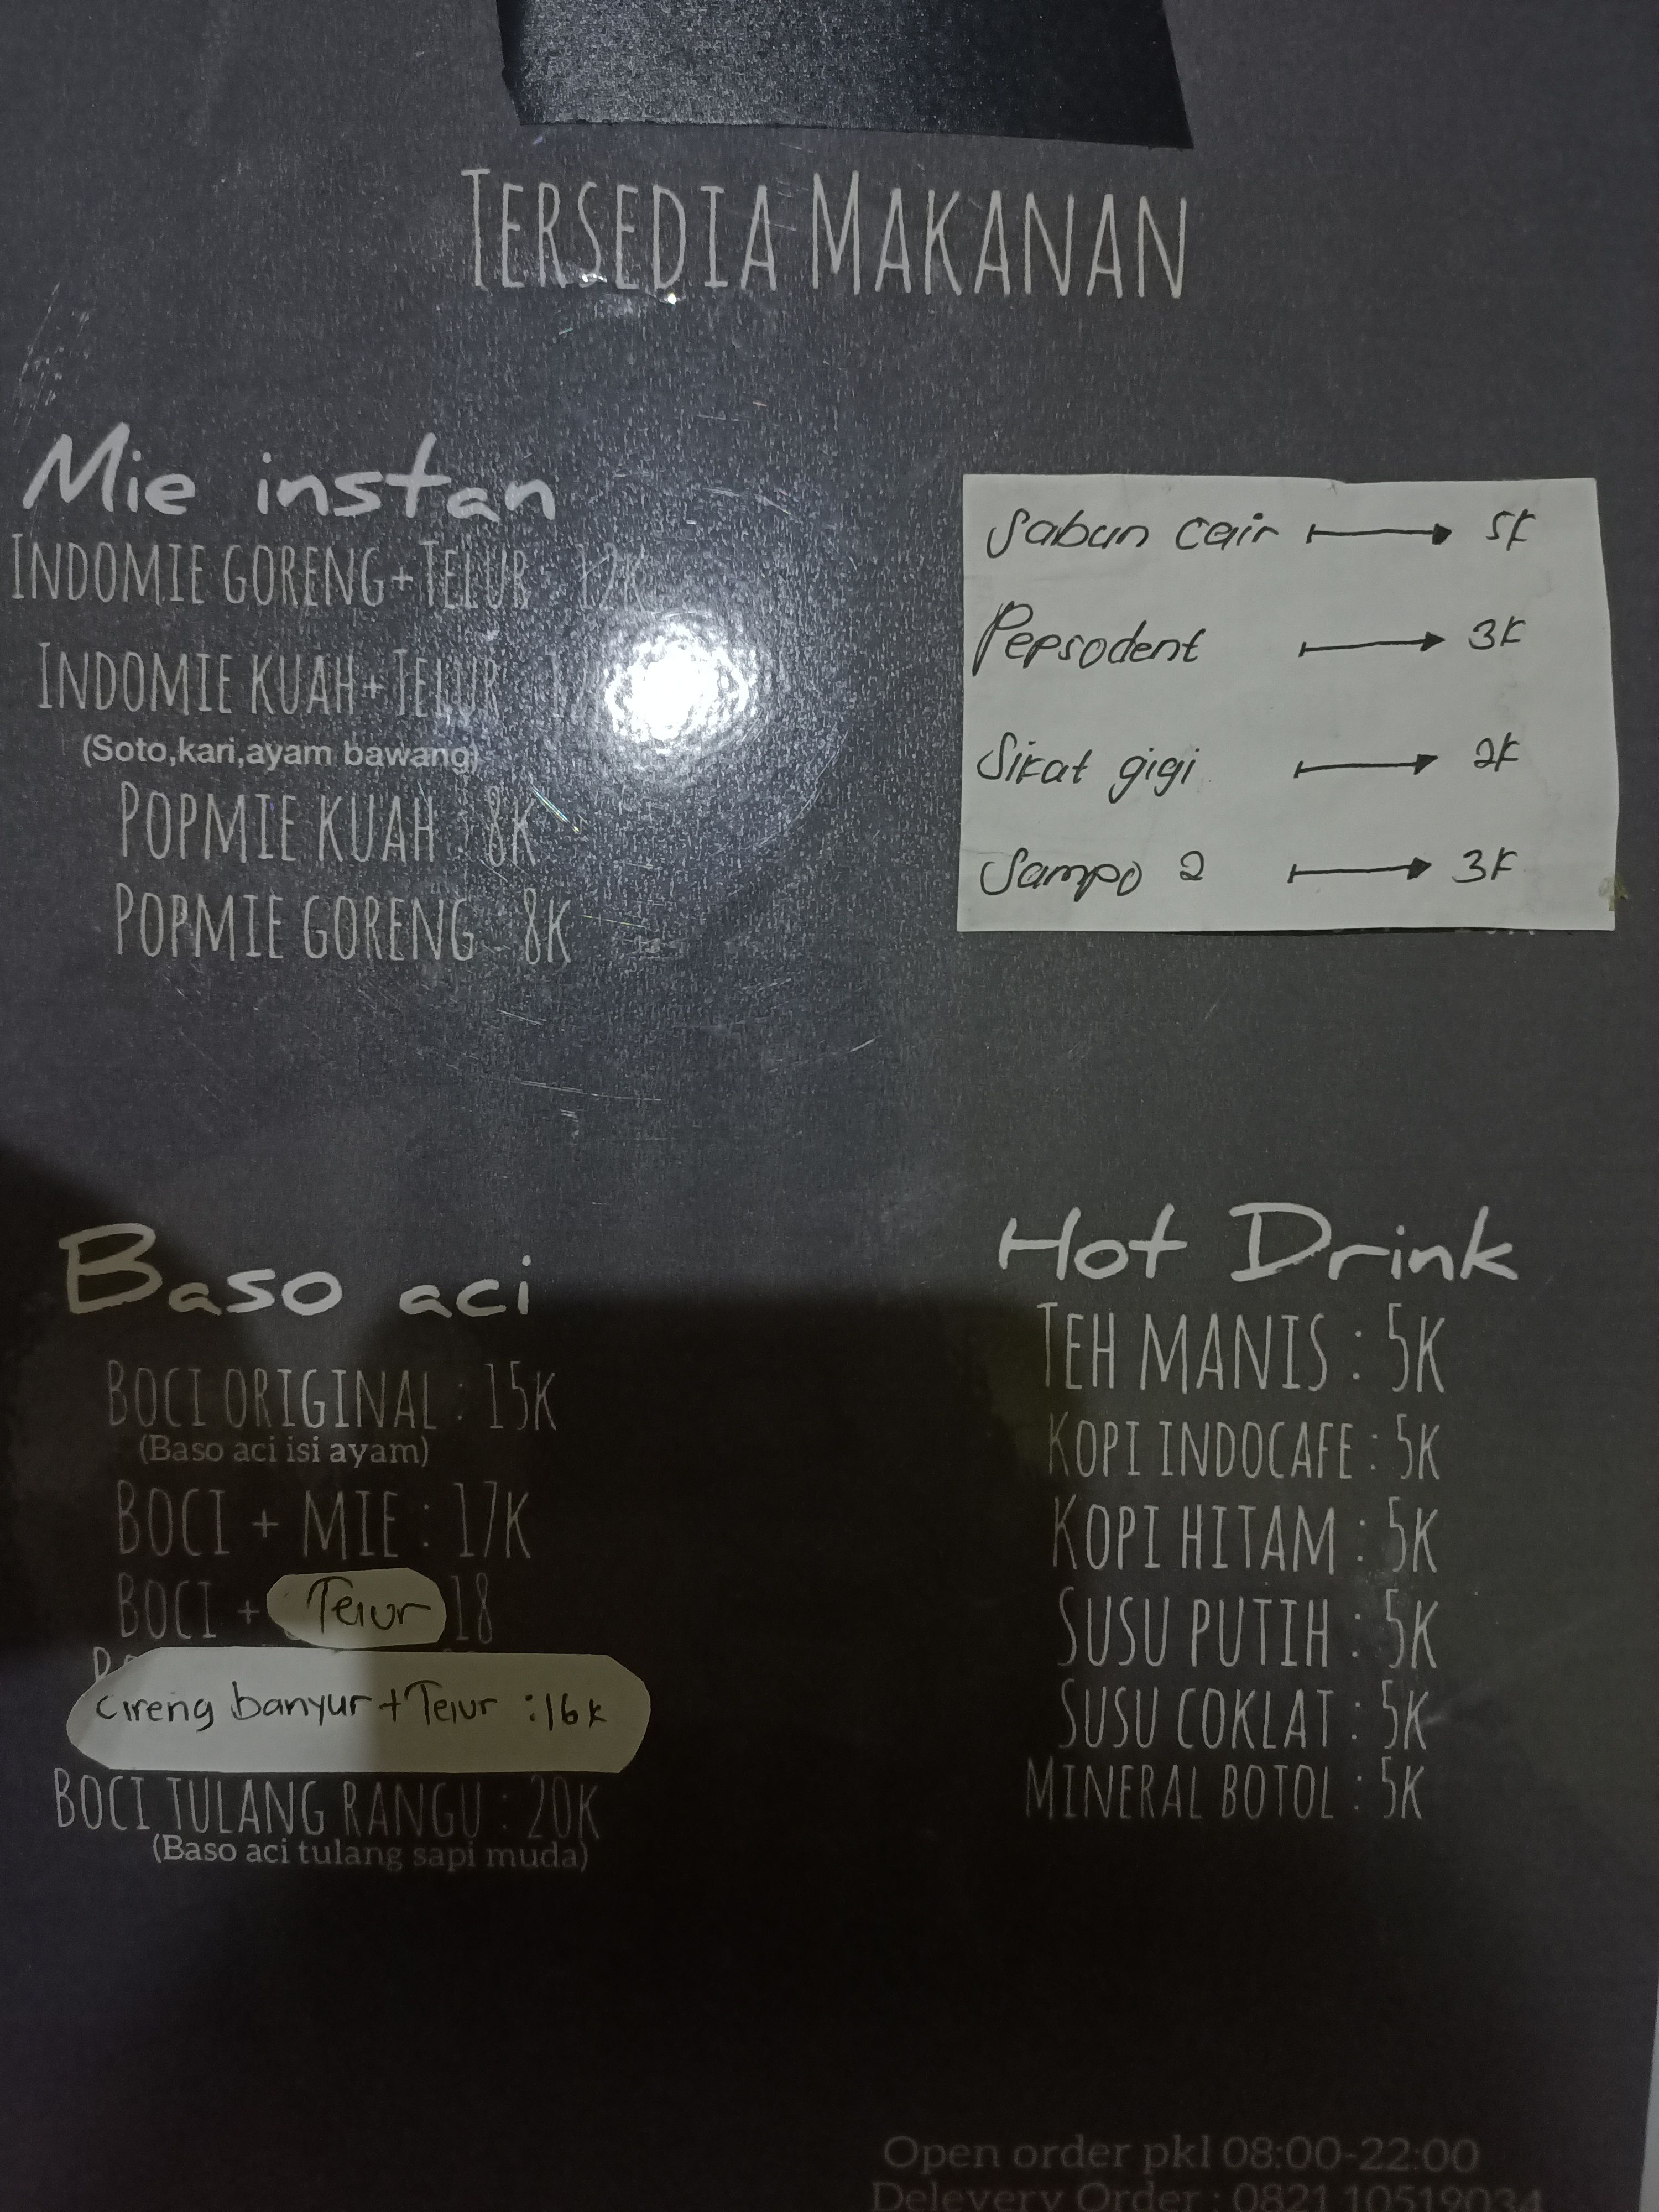 TERSEDIA MAKANAN
Mie instan
INDOMIE GORENG+TELUR : 12K
INDOMIE KUAH+TELUR :
(Soto,kari,ayam bawang)
POPMIE KUAH : 8K
POPMIE GORENG : 8K
Sabun cair 5K
Pepsodent 3K
Sikat gigi 2K
Sampo 2 3K
Baso aci
BOCI ORIGINAL : 15K
(Baso aci isi ayam)
BOCI + MIE : 17K
BOCI + Telur 18
Cireng banyur + Telur : 16k
BOCI TULANG RANGU : 20K
(Baso aci tulang sapi muda)
Hot Drink
TEH MANIS : 5K
KOPI INDOCAFE : 5K
KOPI HITAM : 5K
SUSU PUTIH : 5K
SUSU COKLAT : 5K
MINERAL BOTOL : 5K
Open order pkl 08:00-22:00
Delevery Order : 0821 10519034